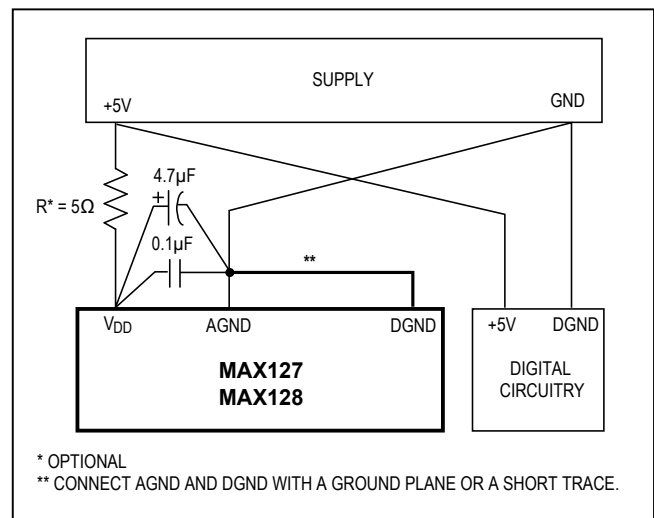 SUPPLY
+5V
GND
4.7µF
+
R* = 5Ω
0.1µF
**
VDD
AGND
DGND
+5V
DGND
MAX127
MAX128
DIGITAL
CIRCUITRY
* OPTIONAL
** CONNECT AGND AND DGND WITH A GROUND PLANE OR A SHORT TRACE.